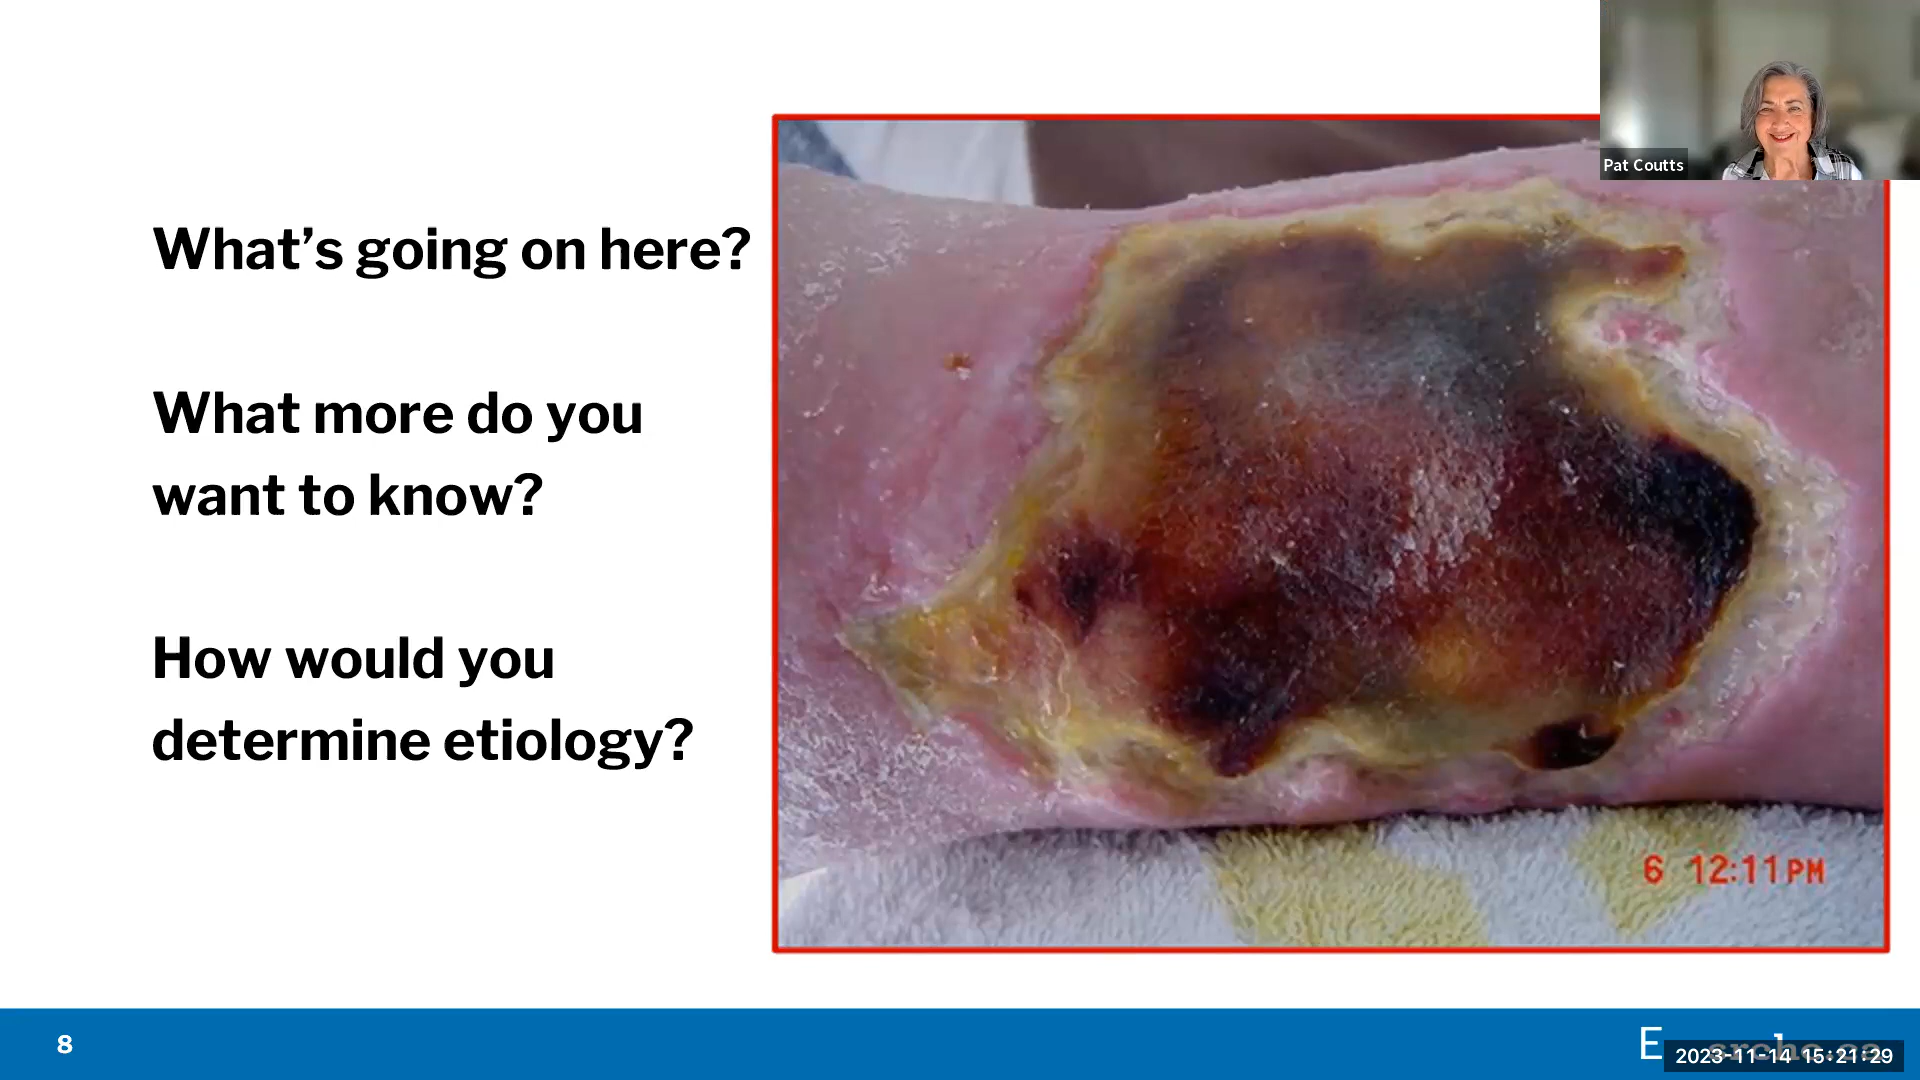 Pat Coutts
What’s going on here?
What more do you
want to know?
How would you
determine etiology?
6 12:11PM
8
E
2023-11-14 15:21:29